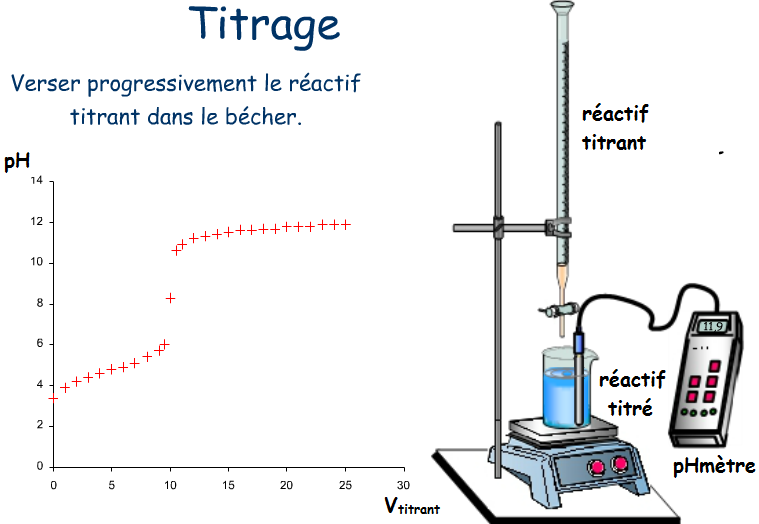 Titrage
Verser progressivement le réactif
titrant dans le bécher.
pH
14
12
10
8
6
4
2
0
0 5 10 15 20 25 30
Vtitrant
réactif
titrant
11,9
réactif
titré
pHmètre